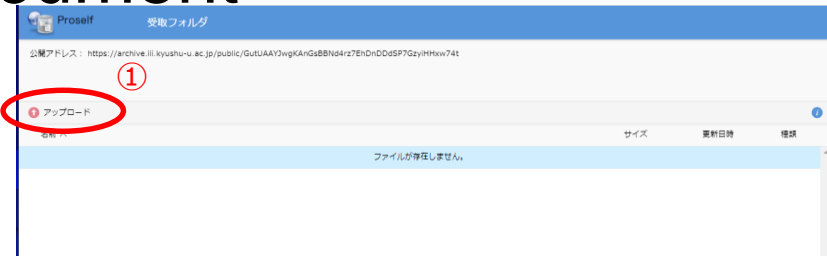 Proself 受取フォルダ
公開アドレス： https://archive.iii.kyushu-u.ac.jp/public/GutUAAYJwgKAnGsBBNd4rz7EhDnDDdSP7GzyiHHxw74t
①
アップロード
名前 サイズ 更新日時 種類
ファイルが存在しません。